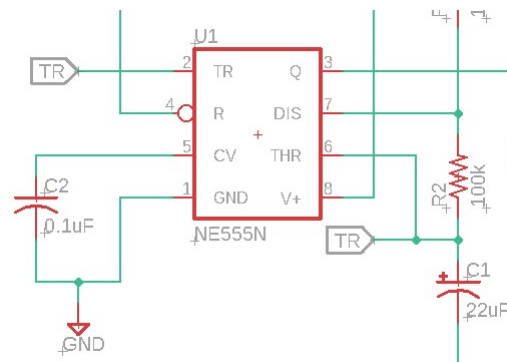 U1
TR
2
TR
Q
3
4
R
DIS
7
5
CV
THR
6
1
GND
V+
8
C2
0.1uF
NE555N
R2
100k
TR
C1
22uF
GND